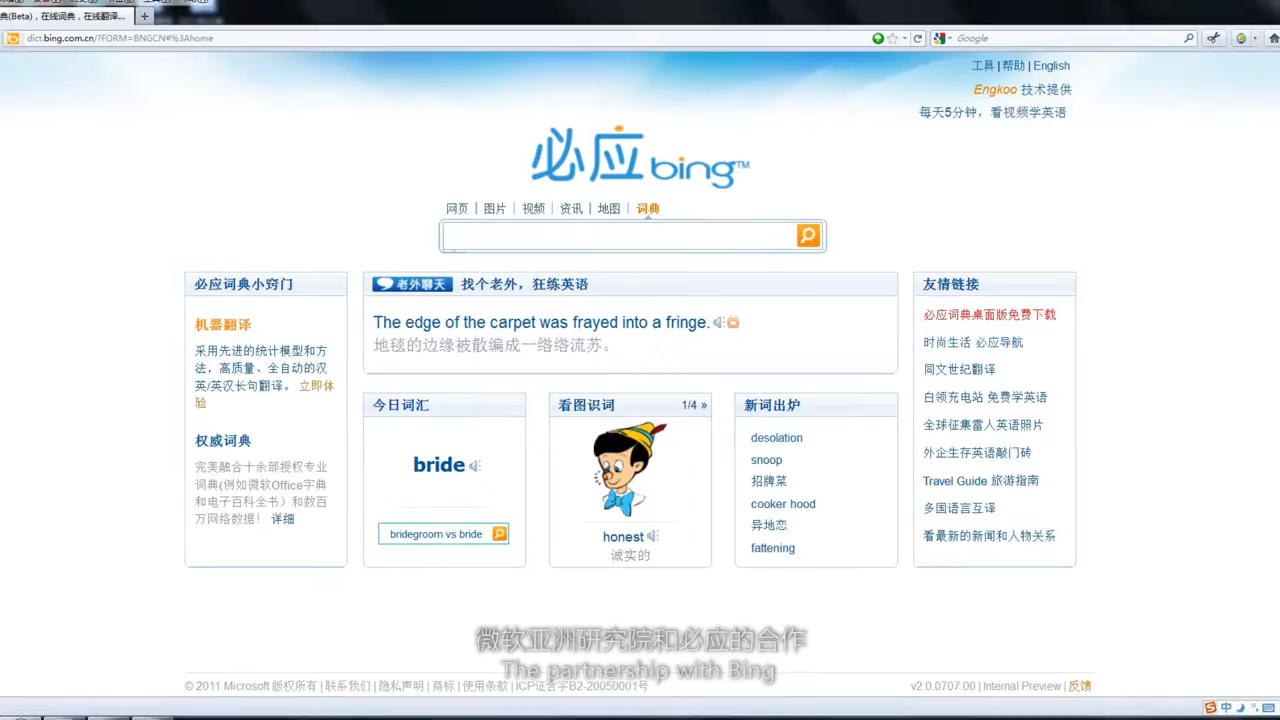 典(Beta)，在线词典，在线翻译...
dict.bing.com.cn/?FORM=BNGCN#%3Ahome
Google
工具 | 帮助 | English
Engkoo 技术提供
每天5分钟，看视频学英语
必应 bing™
网页 | 图片 | 视频 | 资讯 | 地图 | 词典
必应词典小窍门
机器翻译
采用先进的统计模型和方
法，高质量、全自动的汉
英/英汉长句翻译。 立即体
验
权威词典
完美融合十余部授权专业
词典(例如微软Office字典
和电子百科全书）和数百
万网络数据！ 详细
老外聊天 找个老外，狂练英语
The edge of the carpet was frayed into a fringe.
地毯的边缘被散编成一绺绺流苏。
今日词汇
bride
bridegroom vs bride
看图识词 1/4 »
honest
诚实的
新词出炉
desolation
snoop
招牌菜
cooker hood
异地恋
fattening
友情链接
必应词典桌面版免费下载
时尚生活 必应导航
同文世纪翻译
白领充电站 免费学英语
全球征集雷人英语照片
外企生存英语敲门砖
Travel Guide 旅游指南
多国语言互译
看最新的新闻和人物关系
微软亚洲研究院和必应的合作
The partnership with Bing
© 2011 Microsoft 版权所有 | 联系我们 | 隐私声明 | 商标 | 使用条款 | ICP证合字B2-20050001号
v2.0.0707.00 | Internal Preview | 反馈
中